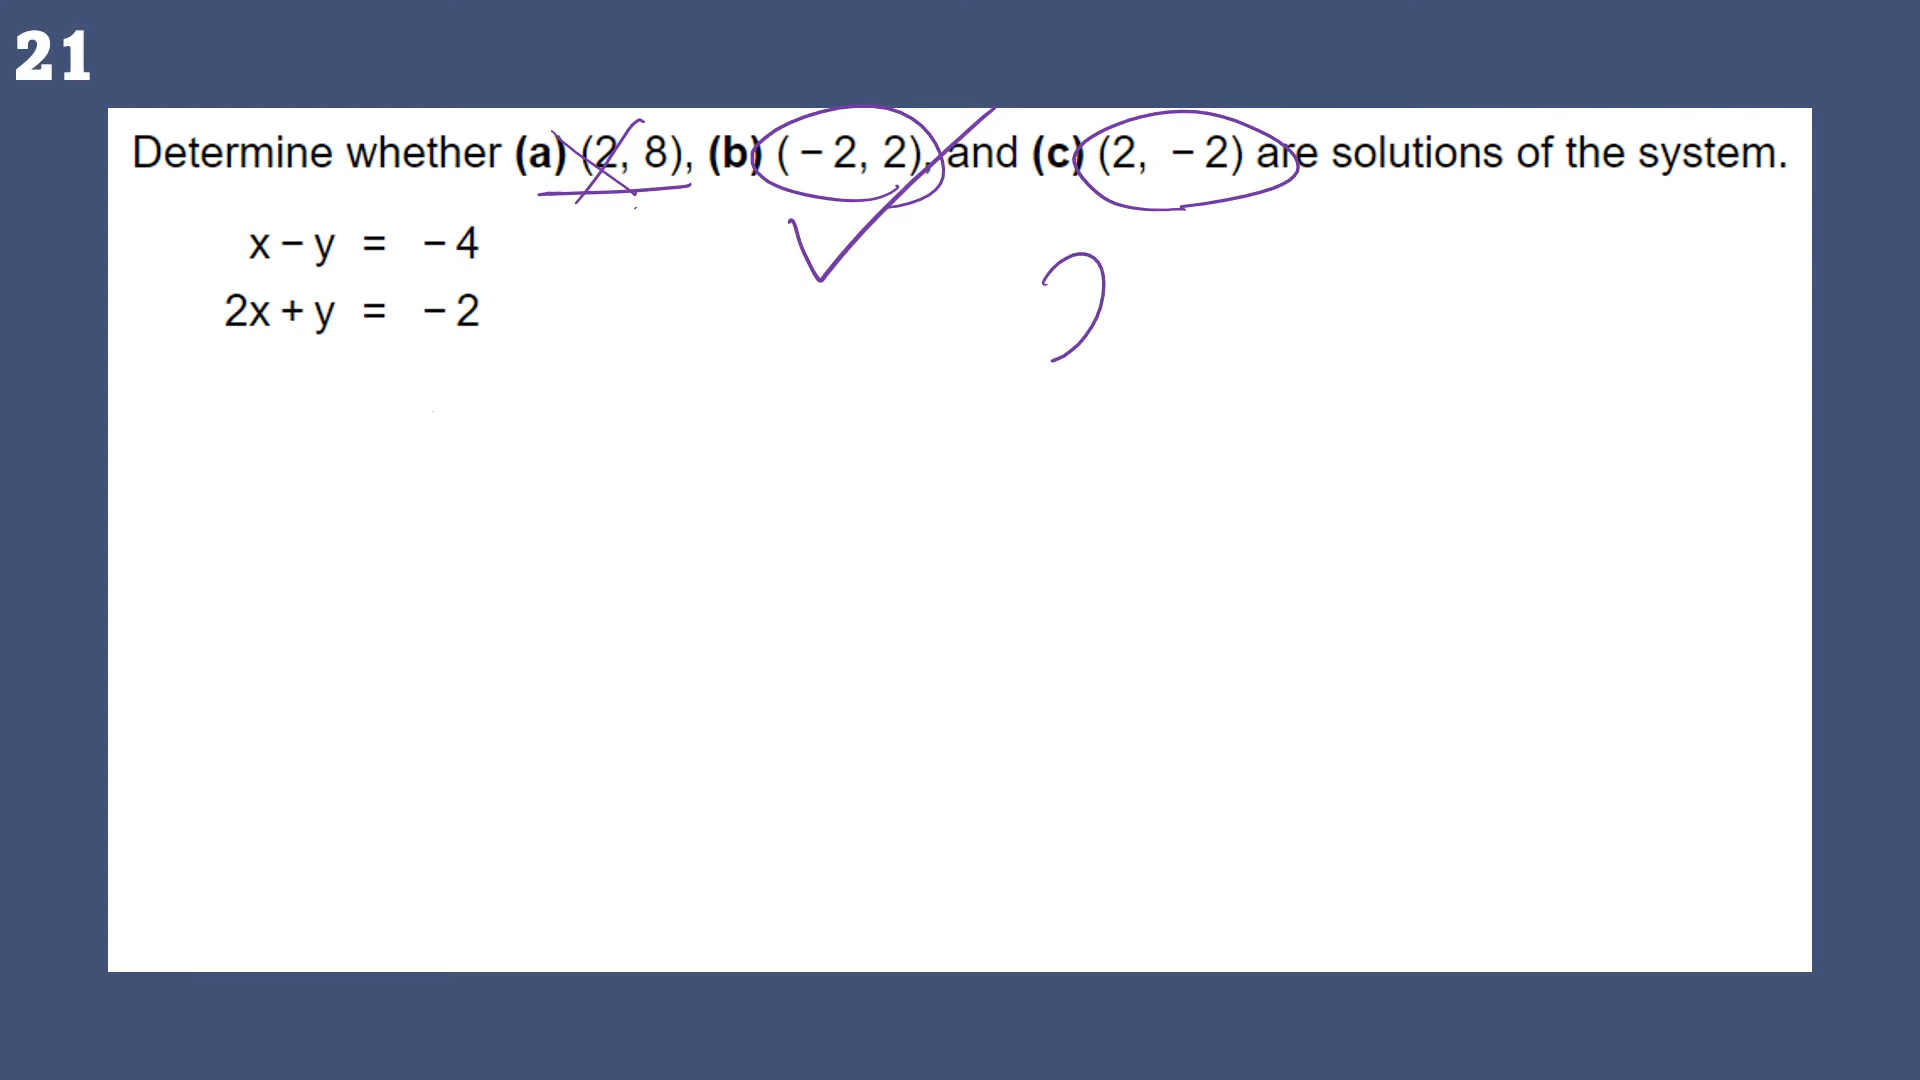 21
Determine whether (a) (2, 8), (b) ( − 2, 2), and (c) (2, − 2) are solutions of the system.
x − y = − 4
2x + y = − 2